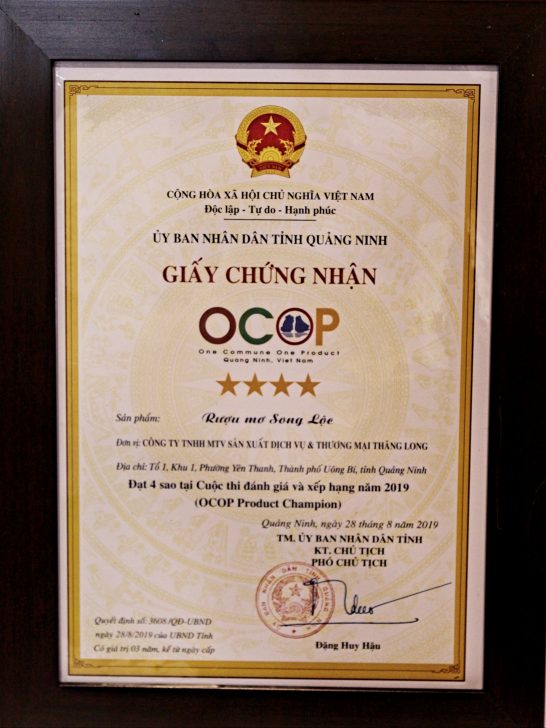 CỘNG HÒA XÃ HỘI CHỦ NGHĨA VIỆT NAM
Độc lập - Tự do - Hạnh phúc
ỦY BAN NHÂN DÂN TỈNH QUẢNG NINH
GIẤY CHỨNG NHẬN
OCOP
One Commune One Product
Quang Ninh, Viet Nam
Sản phẩm: Rượu mơ Song Lộc
Đơn vị: CÔNG TY TNHH MTV SẢN XUẤT DỊCH VỤ & THƯƠNG MẠI THĂNG LONG
Địa chỉ: Tổ 1, Khu 1, Phường Yên Thanh, Thành phố Uông Bí, tỉnh Quảng Ninh
Đạt 4 sao tại Cuộc thi đánh giá và xếp hạng năm 2019
(OCOP Product Champion)
Quảng Ninh, ngày 28 tháng 8 năm 2019
TM. ỦY BAN NHÂN DÂN TỈNH
KT. CHỦ TỊCH
PHÓ CHỦ TỊCH
Quyết định số: 3608/QĐ-UBND
ngày 28/8/2019 của UBND Tỉnh
Có giá trị 03 năm, kể từ ngày cấp
Đặng Huy Hậu